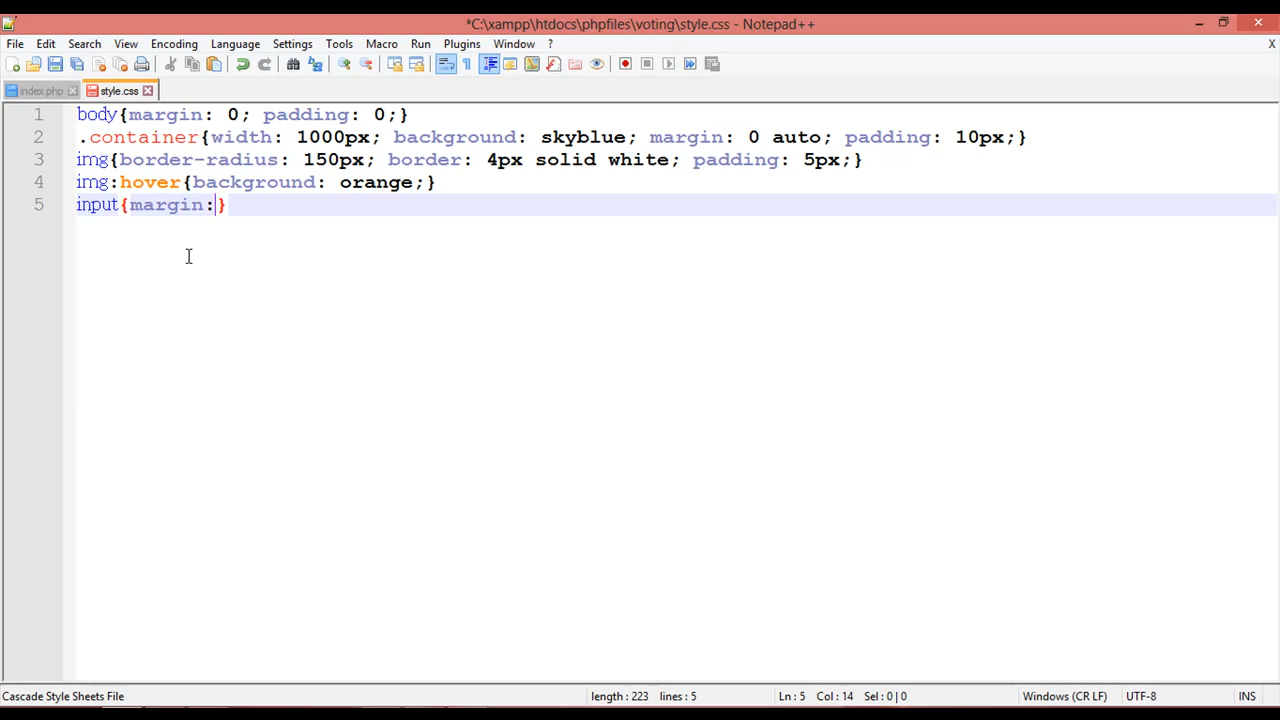 *C:\xampp\htdocs\phpfiles\voting\style.css - Notepad++
File Edit Search View Encoding Language Settings Tools Macro Run Plugins Window ? X
index.php style.css
1 body{margin: 0; padding: 0;}
2 .container{width: 1000px; background: skyblue; margin: 0 auto; padding: 10px;}
3 img{border-radius: 150px; border: 4px solid white; padding: 5px;}
4 img:hover{background: orange;}
5 input{margin:}
Cascade Style Sheets File length : 223 lines : 5 Ln : 5 Col : 14 Sel : 0 | 0 Windows (CR LF) UTF-8 INS